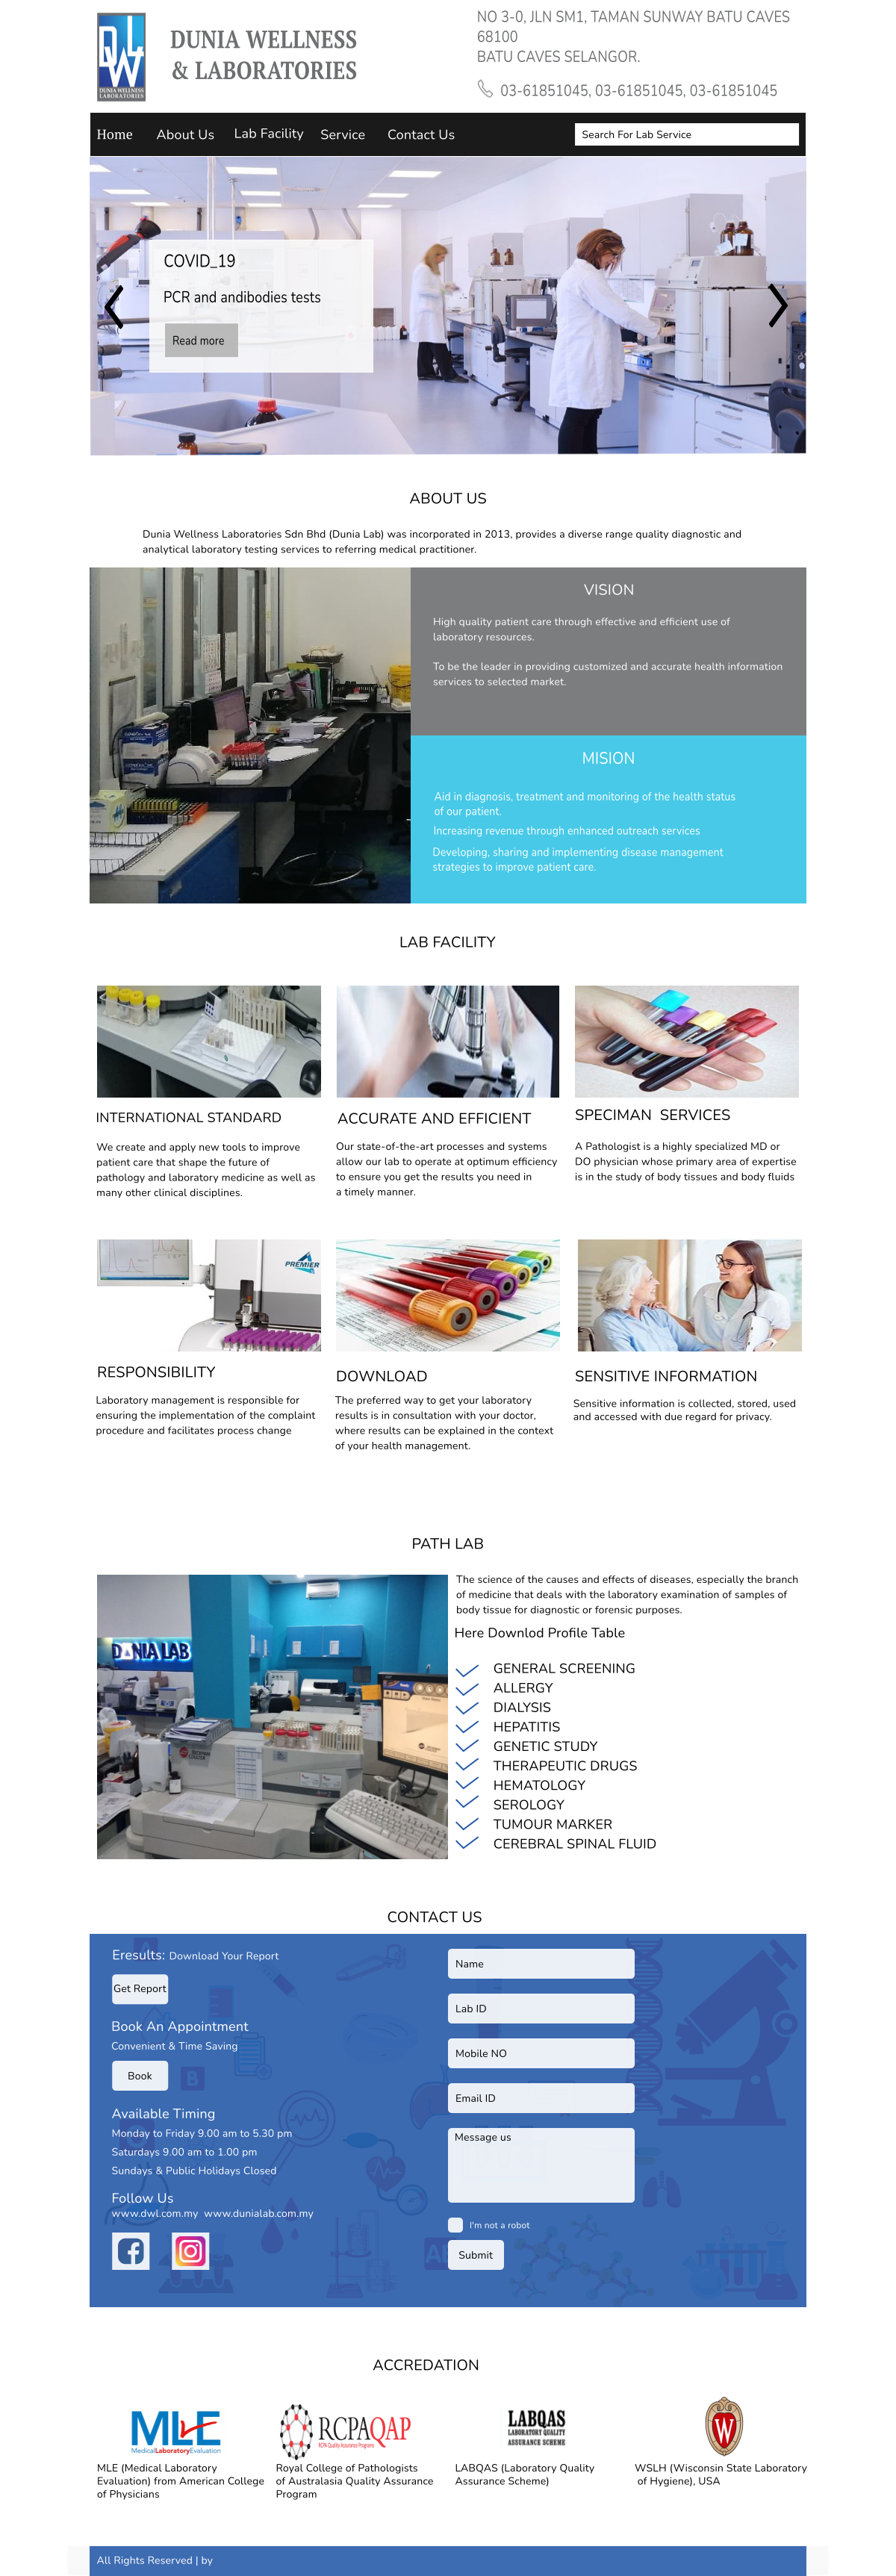 DLW
DUNIA WELLNESS
LABORATORIES
DUNIA WELLNESS
& LABORATORIES
NO 3-0, JLN SM1, TAMAN SUNWAY BATU CAVES
68100
BATU CAVES SELANGOR.
03-61851045, 03-61851045, 03-61851045
Home About Us Lab Facility Service Contact Us Search For Lab Service
COVID_19
PCR and andibodies tests
Read more
ABOUT US
Dunia Wellness Laboratories Sdn Bhd (Dunia Lab) was incorporated in 2013, provides a diverse range quality diagnostic and
analytical laboratory testing services to referring medical practitioner.
VISION
High quality patient care through effective and efficient use of
laboratory resources.
To be the leader in providing customized and accurate health information
services to selected market.
MISION
Aid in diagnosis, treatment and monitoring of the health status
of our patient.
Increasing revenue through enhanced outreach services
Developing, sharing and implementing disease management
strategies to improve patient care.
LAB FACILITY
INTERNATIONAL STANDARD
We create and apply new tools to improve
patient care that shape the future of
pathology and laboratory medicine as well as
many other clinical disciplines.
ACCURATE AND EFFICIENT
Our state-of-the-art processes and systems
allow our lab to operate at optimum efficiency
to ensure you get the results you need in
a timely manner.
SPECIMAN SERVICES
A Pathologist is a highly specialized MD or
DO physician whose primary area of expertise
is in the study of body tissues and body fluids
PREMIER
RESPONSIBILITY
Laboratory management is responsible for
ensuring the implementation of the complaint
procedure and facilitates process change
DOWNLOAD
The preferred way to get your laboratory
results is in consultation with your doctor,
where results can be explained in the context
of your health management.
SENSITIVE INFORMATION
Sensitive information is collected, stored, used
and accessed with due regard for privacy.
PATH LAB
D NIA LAB
The science of the causes and effects of diseases, especially the branch
of medicine that deals with the laboratory examination of samples of
body tissue for diagnostic or forensic purposes.
Here Downlod Profile Table
GENERAL SCREENING
ALLERGY
DIALYSIS
HEPATITIS
GENETIC STUDY
THERAPEUTIC DRUGS
HEMATOLOGY
SEROLOGY
TUMOUR MARKER
CEREBRAL SPINAL FLUID
CONTACT US
Eresults: Download Your Report
Get Report
Book An Appointment
Convenient & Time Saving
Book
Available Timing
Monday to Friday 9.00 am to 5.30 pm
Saturdays 9.00 am to 1.00 pm
Sundays & Public Holidays Closed
Follow Us
www.dwl.com.my www.dunialab.com.my
Name
Lab ID
Mobile NO
Email ID
Message us
I'm not a robot
Submit
ACCREDATION
MLE
MedicalLaboratoryEvaluation
MLE (Medical Laboratory
Evaluation) from American College
of Physicians
RCPAQAP
RCPA Quality Assurance Programs
Royal College of Pathologists
of Australasia Quality Assurance
Program
LABQAS
LABORATORY QUALITY
ASSURANCE SCHEME
LABQAS (Laboratory Quality
Assurance Scheme)
W
WSLH (Wisconsin State Laboratory
of Hygiene), USA
All Rights Reserved | by